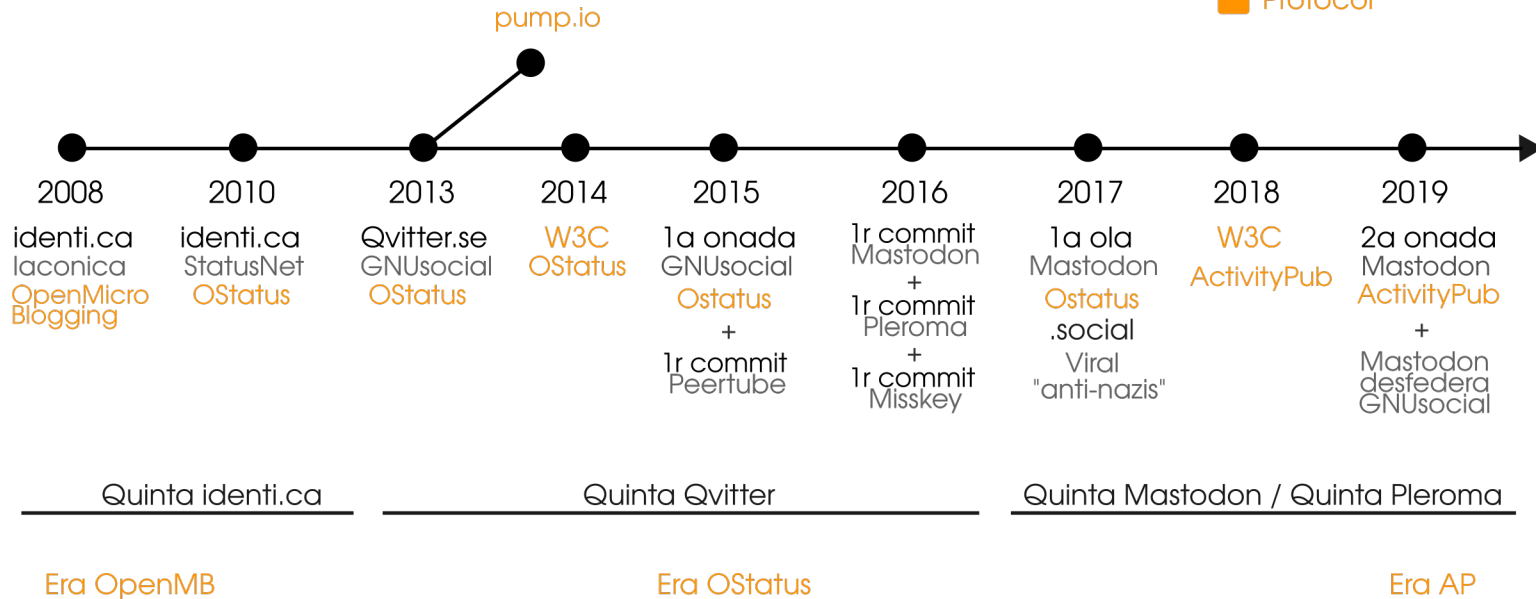 pump.io
Protocol
2008
identi.ca
laconica
OpenMicro
Blogging
2010
identi.ca
StatusNet
OStatus
2013
Qvitter.se
GNUsocial
OStatus
2014
W3C
OStatus
2015
1a onada
GNUsocial
Ostatus
+
1r commit
Peertube
2016
1r commit
Mastodon
+
1r commit
Pleroma
+
1r commit
Misskey
2017
1a ola
Mastodon
Ostatus
.social
Viral
"anti-nazis"
2018
W3C
ActivityPub
2019
2a onada
Mastodon
ActivityPub
+
Mastodon
desfedera
GNUsocial
Quinta identi.ca
Quinta Qvitter
Quinta Mastodon / Quinta Pleroma
Era OpenMB
Era OStatus
Era AP